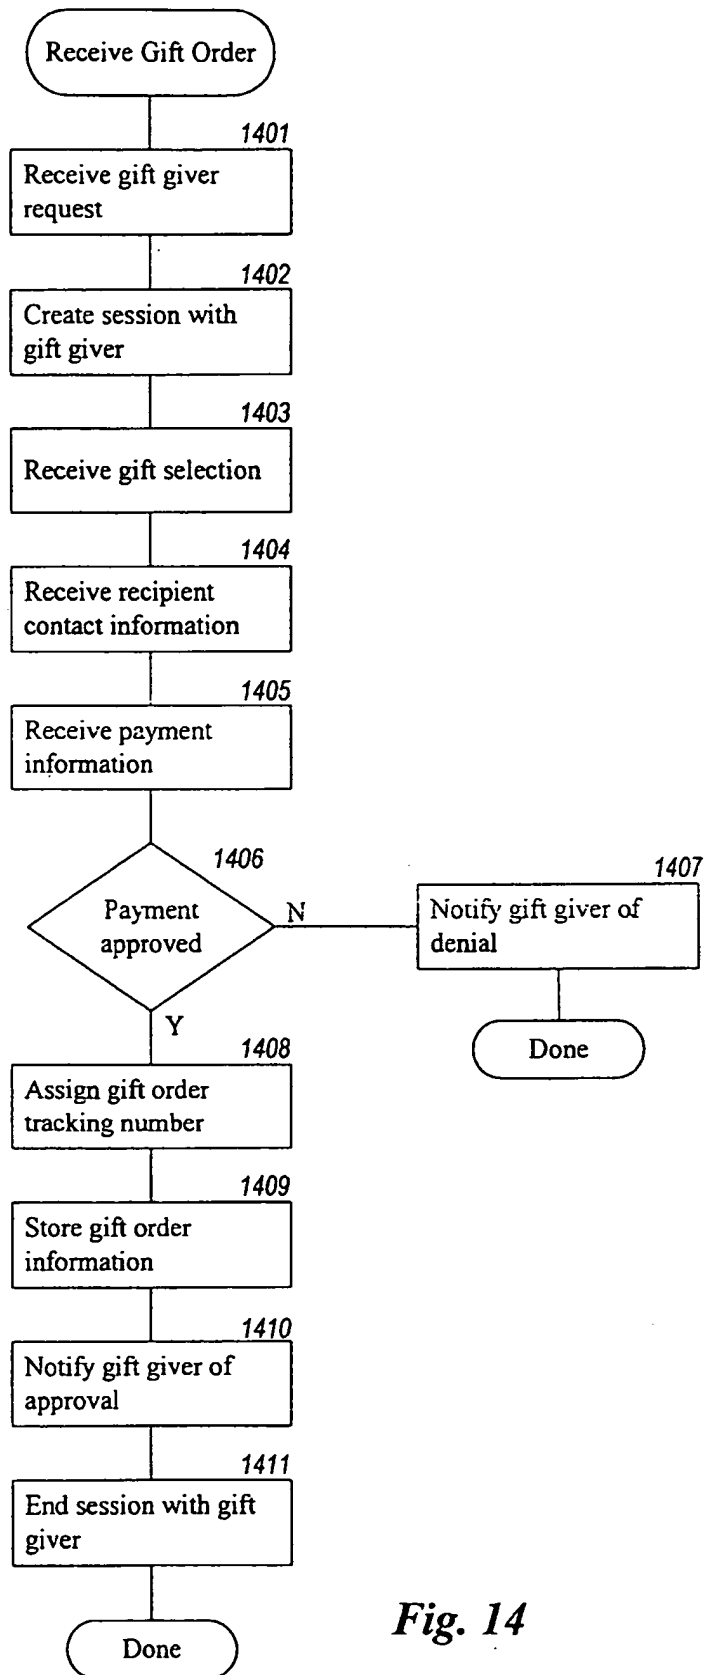 Receive Gift Order
1401
Receive gift giver
request
1402
Create session with
gift giver
1403
Receive gift selection
1404
Receive recipient
contact information
1405
Receive payment
information
1406
Payment
approved
N
1407
Notify gift giver of
denial
Done
Y
1408
Assign gift order
tracking number
1409
Store gift order
information
1410
Notify gift giver of
approval
1411
End session with gift
giver
Done
Fig. 14